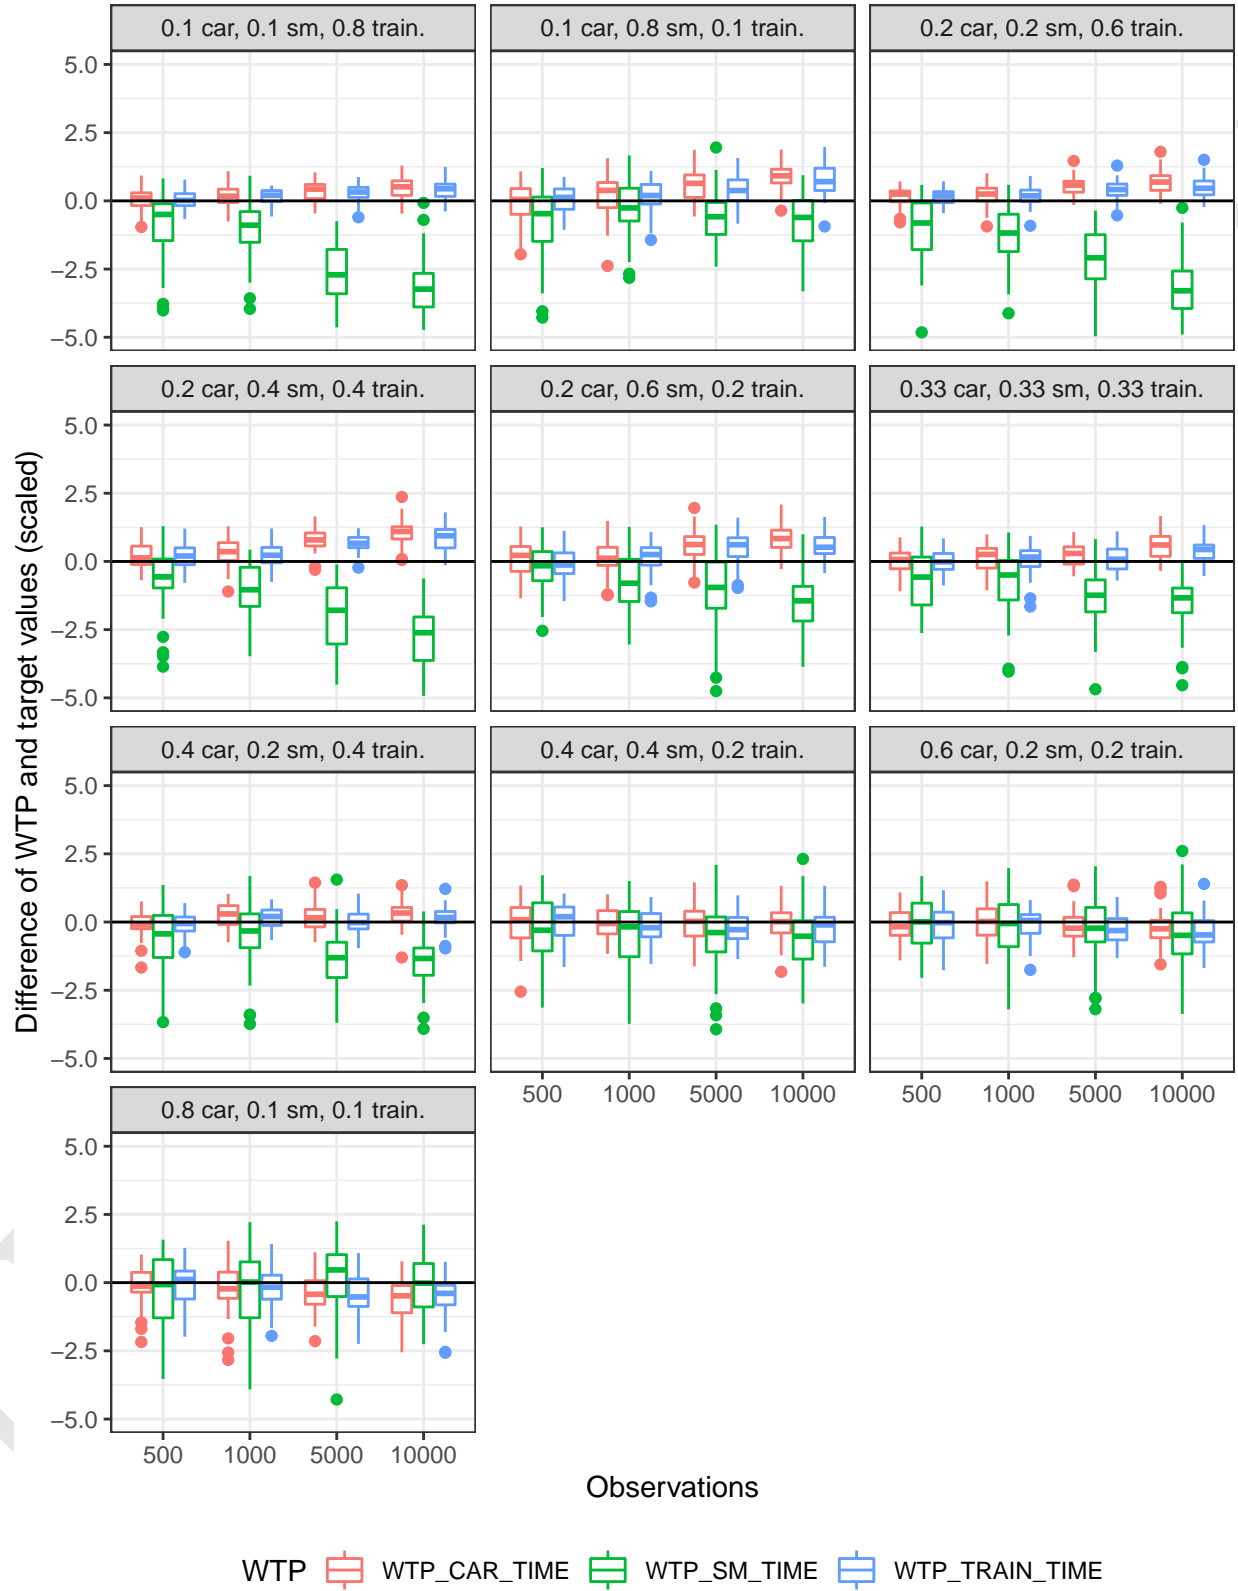 0.1 car, 0.1 sm, 0.8 train.
0.1 car, 0.8 sm, 0.1 train.
0.2 car, 0.2 sm, 0.6 train.
5.0
2.5
0.0
−2.5
−5.0
0.2 car, 0.4 sm, 0.4 train.
0.2 car, 0.6 sm, 0.2 train.
0.33 car, 0.33 sm, 0.33 train.
5.0
2.5
0.0
−2.5
−5.0
Difference of WTP and target values (scaled)
0.4 car, 0.2 sm, 0.4 train.
0.4 car, 0.4 sm, 0.2 train.
0.6 car, 0.2 sm, 0.2 train.
5.0
2.5
0.0
−2.5
−5.0
500 1000 5000 10000
500 1000 5000 10000
0.8 car, 0.1 sm, 0.1 train.
5.0
2.5
0.0
−2.5
−5.0
500 1000 5000 10000
Observations
WTP WTP_CAR_TIME WTP_SM_TIME WTP_TRAIN_TIME